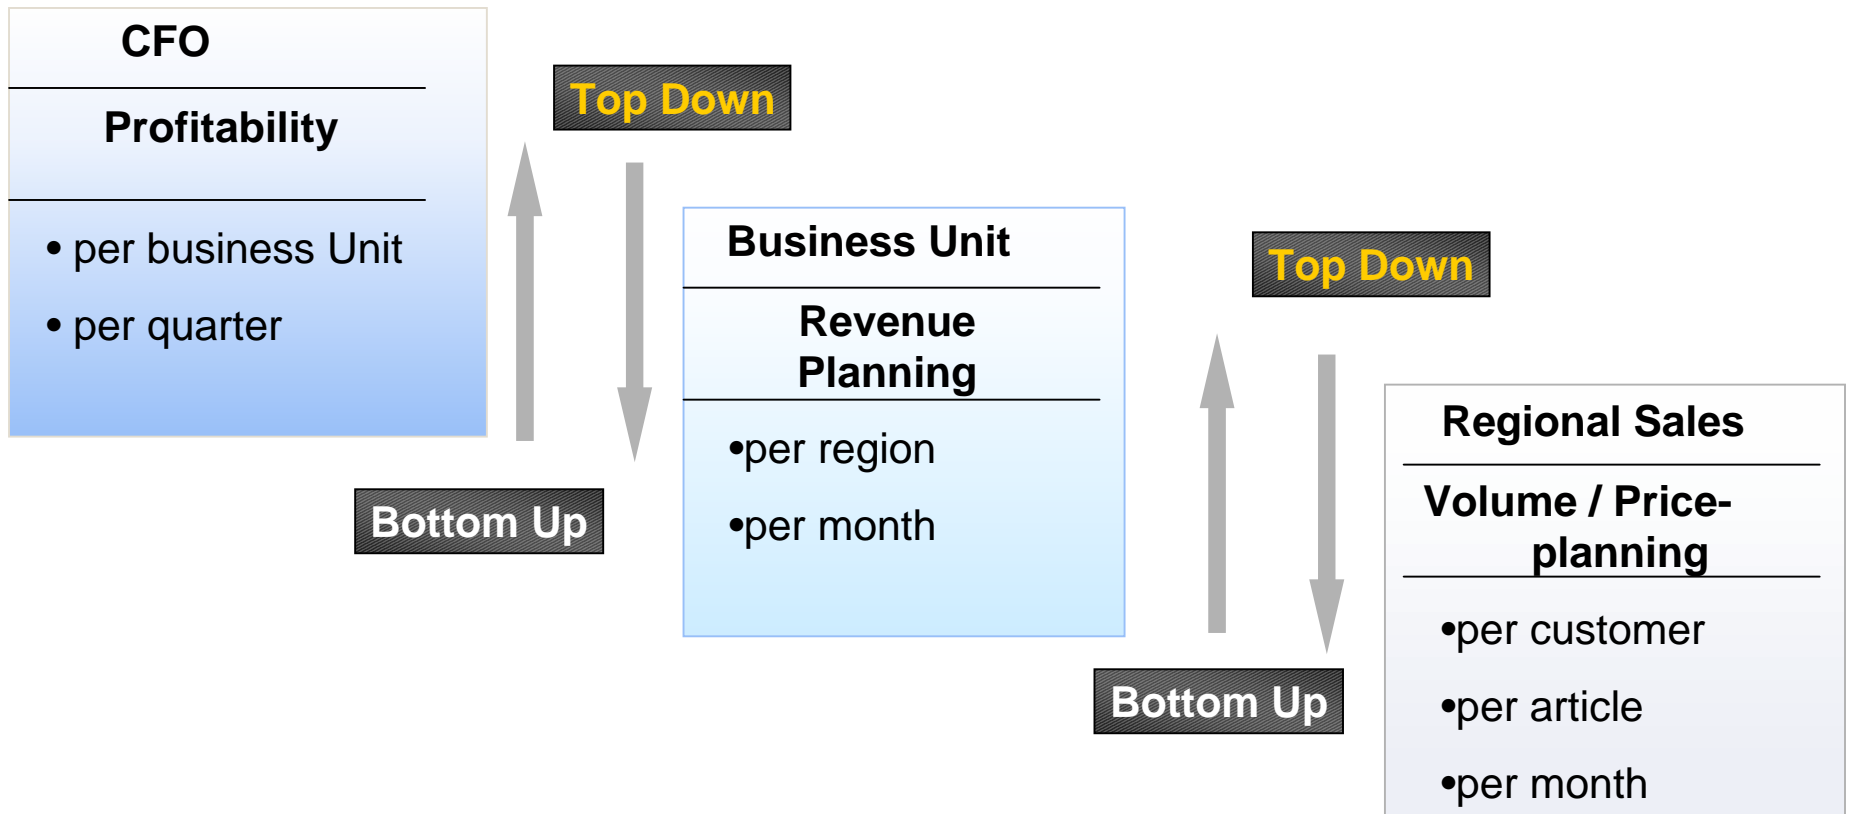 CFO
Profitability
• per business Unit
• per quarter
Top Down
Bottom Up
Business Unit
Revenue
Planning
•per region
•per month
Top Down
Bottom Up
Regional Sales
Volume / Price-
planning
•per customer
•per article
•per month